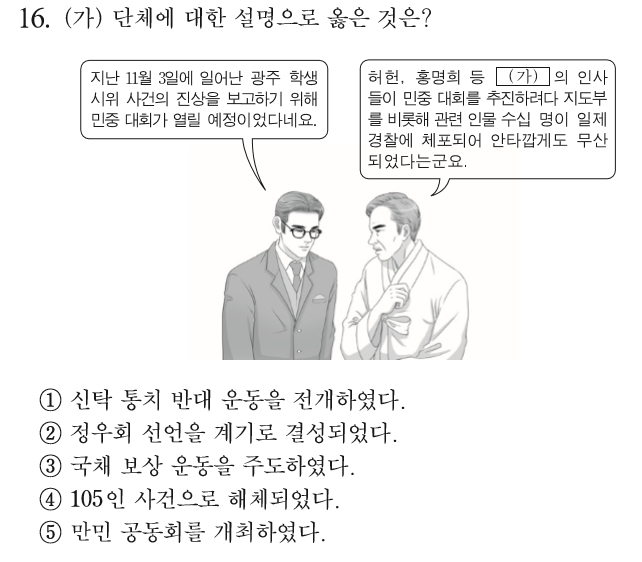 16. (가) 단체에 대한 설명으로 옳은 것은?
지난 11월 3일에 일어난 광주 학생
시위 사건의 진상을 보고하기 위해
민중 대회가 열릴 예정이었다네요.
허헌, 홍명희 등 (가) 의 인사
들이 민중 대회를 추진하려다 지도부
를 비롯해 관련 인물 수십 명이 일제
경찰에 체포되어 안타깝게도 무산
되었다는군요.
① 신탁 통치 반대 운동을 전개하였다.
② 정우회 선언을 계기로 결성되었다.
③ 국채 보상 운동을 주도하였다.
④ 105인 사건으로 해체되었다.
⑤ 만민 공동회를 개최하였다.